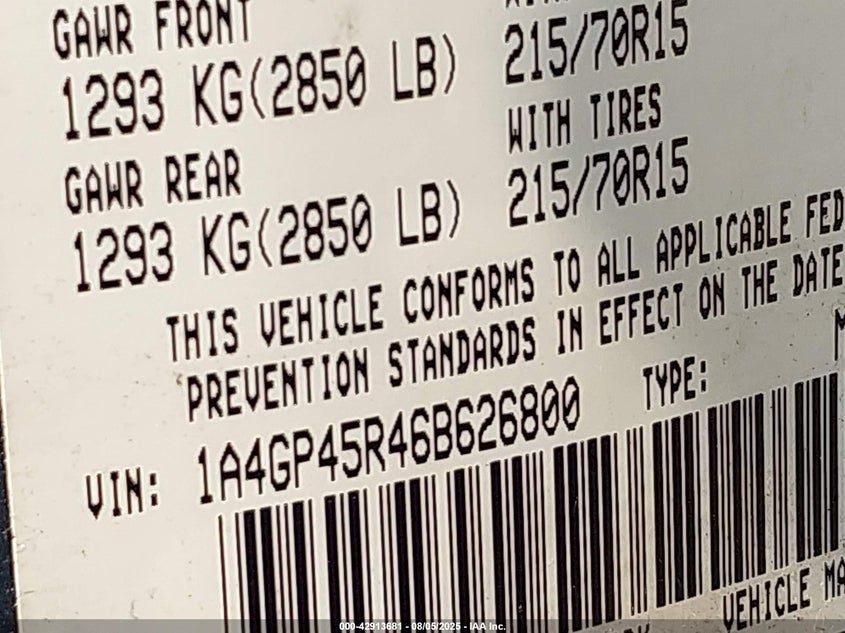 GAWR FRONT
1293 KG(2850 LB) 215/70R15
GAWR REAR WITH TIRES
1293 KG(2850 LB) 215/70R15
THIS VEHICLE CONFORMS TO ALL APPLICABLE FED
PREVENTION STANDARDS IN EFFECT ON THE DATE
VIN: 1A4GP45R46B626800 TYPE: M
VEHICLE MA
000-42913681 - 08/05/2025 - IAA Inc.